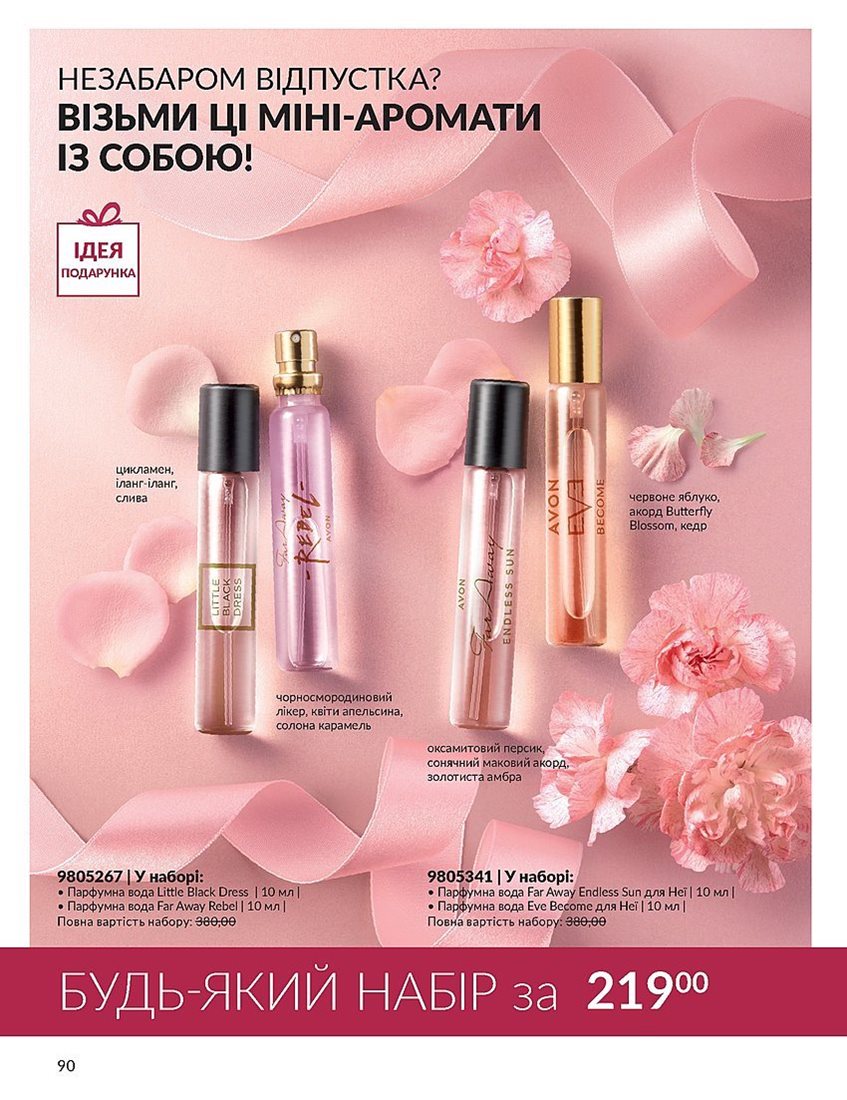 НЕЗАБАРОМ ВІДПУСТКА?
ВІЗЬМИ ЦІ МІНІ-АРОМАТИ
ІЗ СОБОЮ!
ІДЕЯ
ПОДАРУНКА
цикламен,
іланг-іланг,
слива
LITTLE
BLACK
DRESS
Far Away
REBEL
AVON
чорносмородиновий
лікер, квіти апельсина,
солона карамель
AVON
Far Away
ENDLESS SUN
AVON
EVE
BECOME
червоне яблуко,
акорд Butterfly
Blossom, кедр
оксамитовий персик,
сонячний маковий акорд,
золотиста амбра
9805267 | У наборі:
• Парфумна вода Little Black Dress | 10 мл |
• Парфумна вода Far Away Rebel | 10 мл |
Повна вартість набору: 380,00
9805341 | У наборі:
• Парфумна вода Far Away Endless Sun для Неї | 10 мл |
• Парфумна вода Eve Become для Неї | 10 мл |
Повна вартість набору: 380,00
БУДЬ-ЯКИЙ НАБІР за 219⁰⁰
90